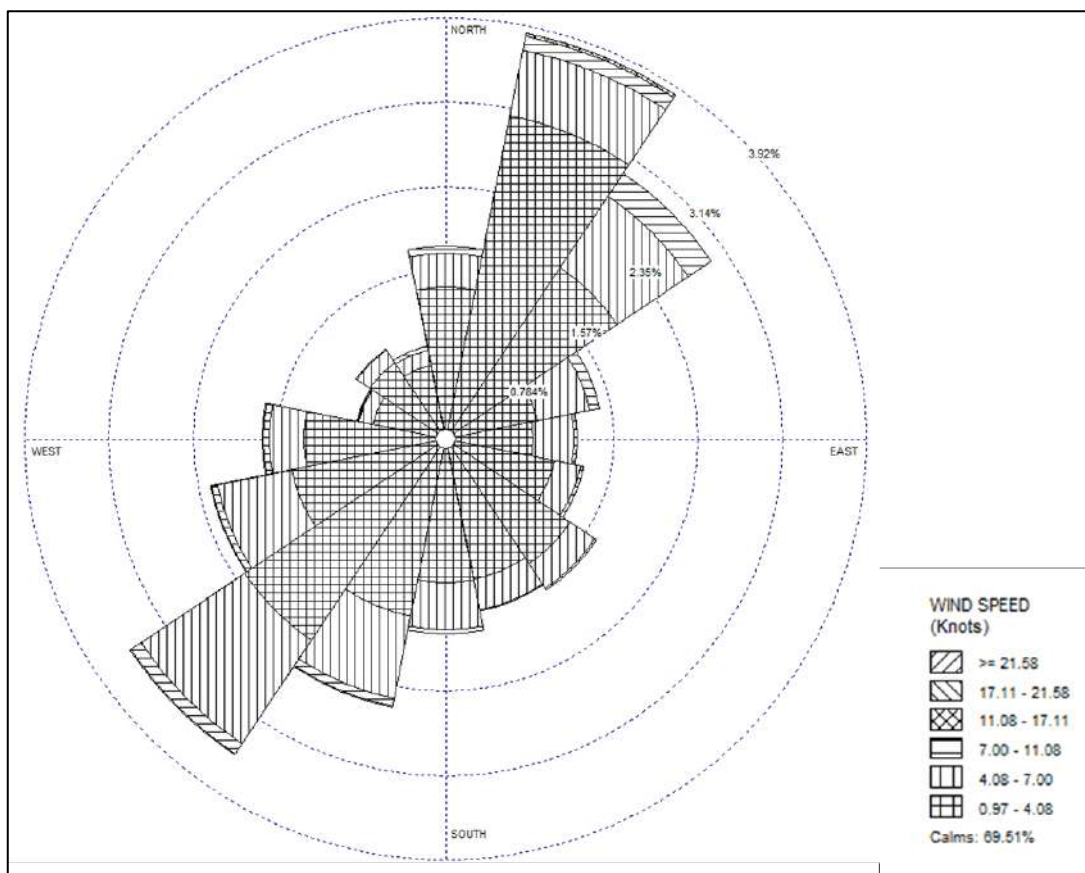 NORTH
3.92%
3.14%
2.35%
1.57%
0.784%
WEST
EAST
SOUTH
WIND SPEED
(Knots)
>= 21.58
17.11 - 21.58
11.08 - 17.11
7.00 - 11.08
4.08 - 7.00
0.97 - 4.08
Calms: 69.51%